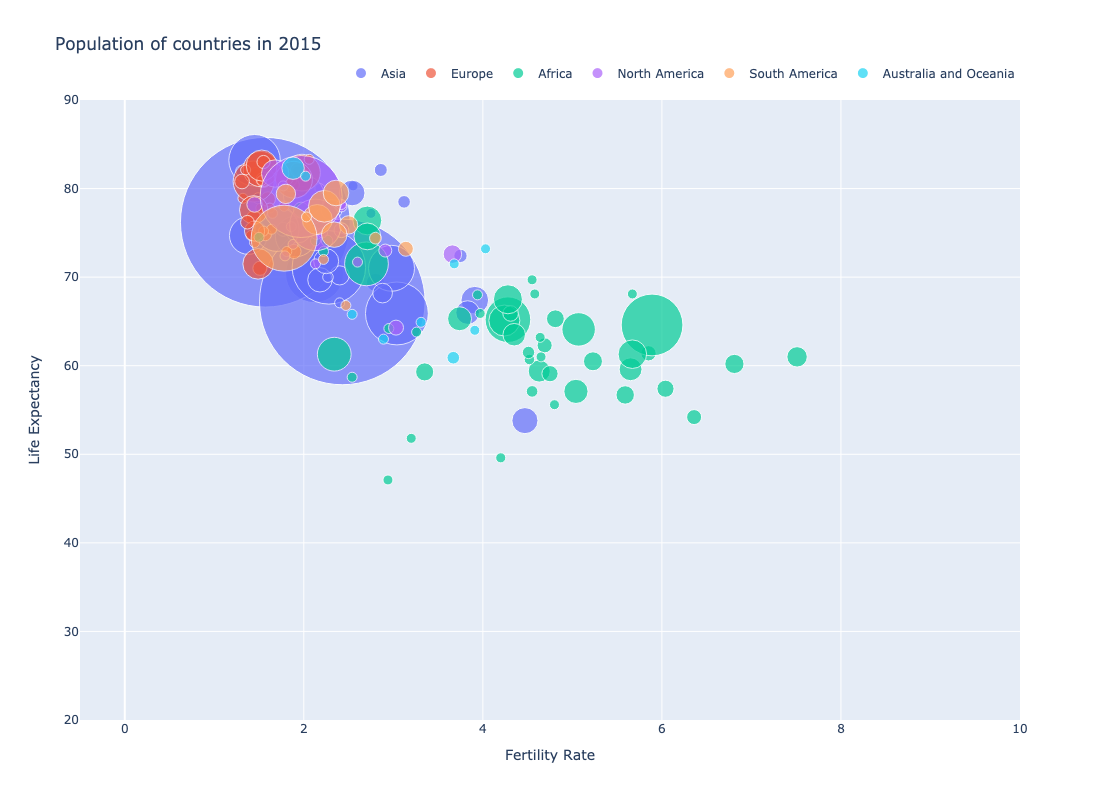 Population of countries in 2015
Asia Europe Africa North America South America Australia and Oceania
90
80
70
60
50
40
30
20
Life Expectancy
0 2 4 6 8 10
Fertility Rate